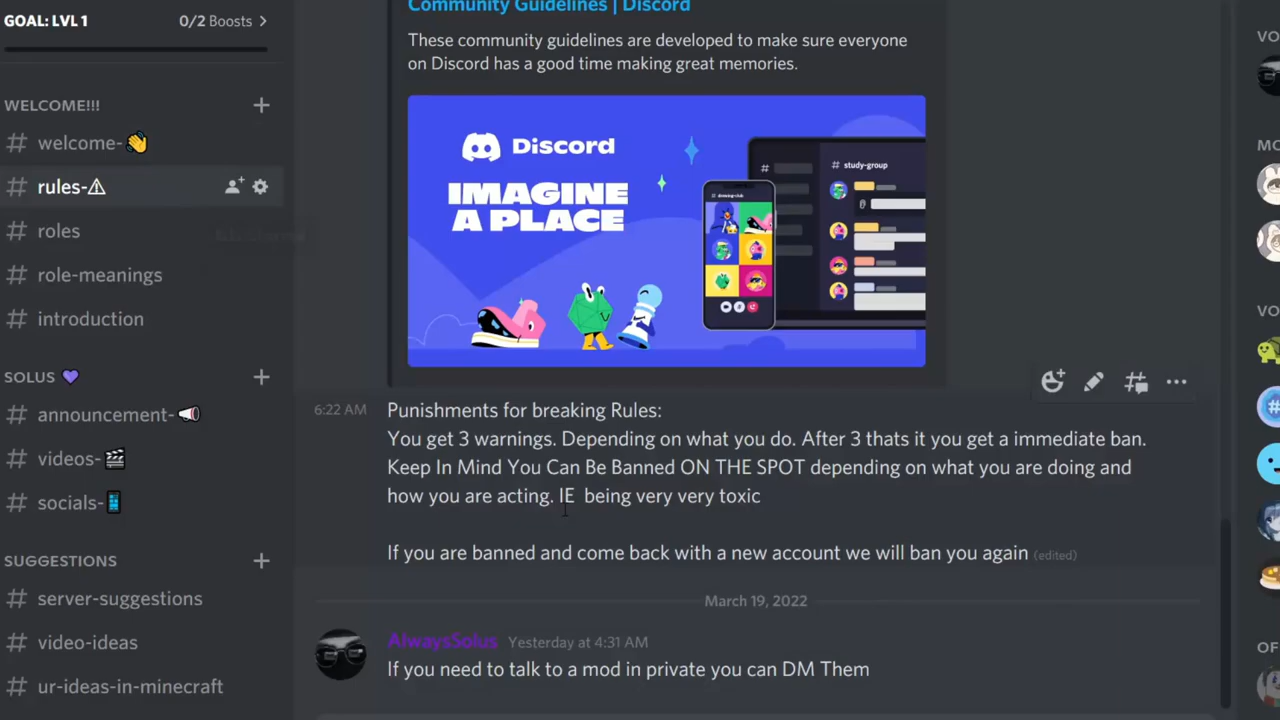 GOAL: LVL 1
0/2 Boosts >
WELCOME!!!
# welcome-👋
# rules-⚠
# roles
# role-meanings
# introduction
SOLUS 💜
# announcement-📢
# videos-🎬
# socials-📱
SUGGESTIONS
# server-suggestions
# video-ideas
# ur-ideas-in-minecraft
Community Guidelines | Discord
These community guidelines are developed to make sure everyone
on Discord has a good time making great memories.
Discord
IMAGINE
A PLACE
# study-group
6:22 AM
Punishments for breaking Rules:
You get 3 warnings. Depending on what you do. After 3 thats it you get a immediate ban.
Keep In Mind You Can Be Banned ON THE SPOT depending on what you are doing and
how you are acting. IE being very very toxic
If you are banned and come back with a new account we will ban you again (edited)
March 19, 2022
AlwaysSolus Yesterday at 4:31 AM
If you need to talk to a mod in private you can DM Them
VO
MO
VO
OF